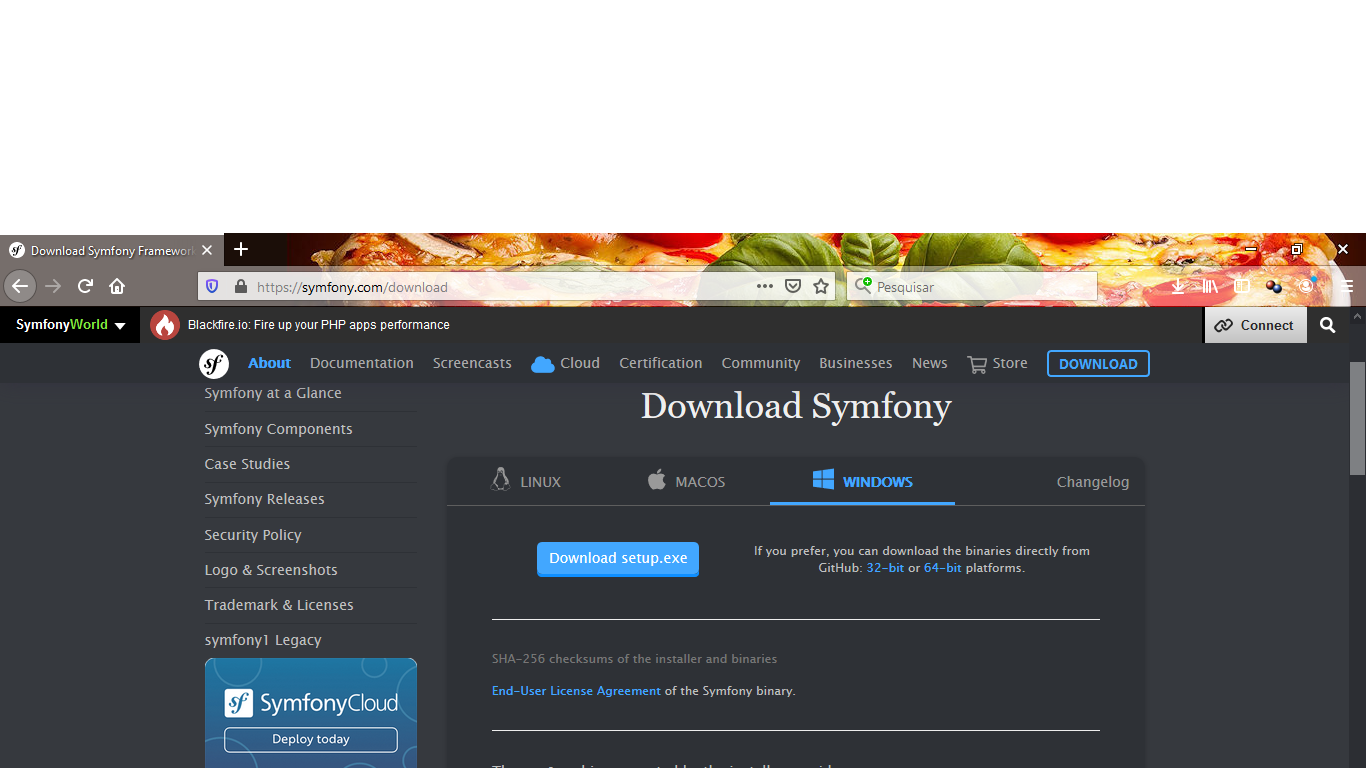 Download Symfony Framework
https://symfony.com/download
Pesquisar
SymfonyWorld
Blackfire.io: Fire up your PHP apps performance
Connect
sf About Documentation Screencasts Cloud Certification Community Businesses News Store DOWNLOAD
Symfony at a Glance
Symfony Components
Case Studies
Symfony Releases
Security Policy
Logo & Screenshots
Trademark & Licenses
symfony1 Legacy
sf SymfonyCloud
Deploy today
Download Symfony
LINUX MACOS WINDOWS Changelog
Download setup.exe
If you prefer, you can download the binaries directly from
GitHub: 32-bit or 64-bit platforms.
SHA-256 checksums of the installer and binaries
End-User License Agreement of the Symfony binary.